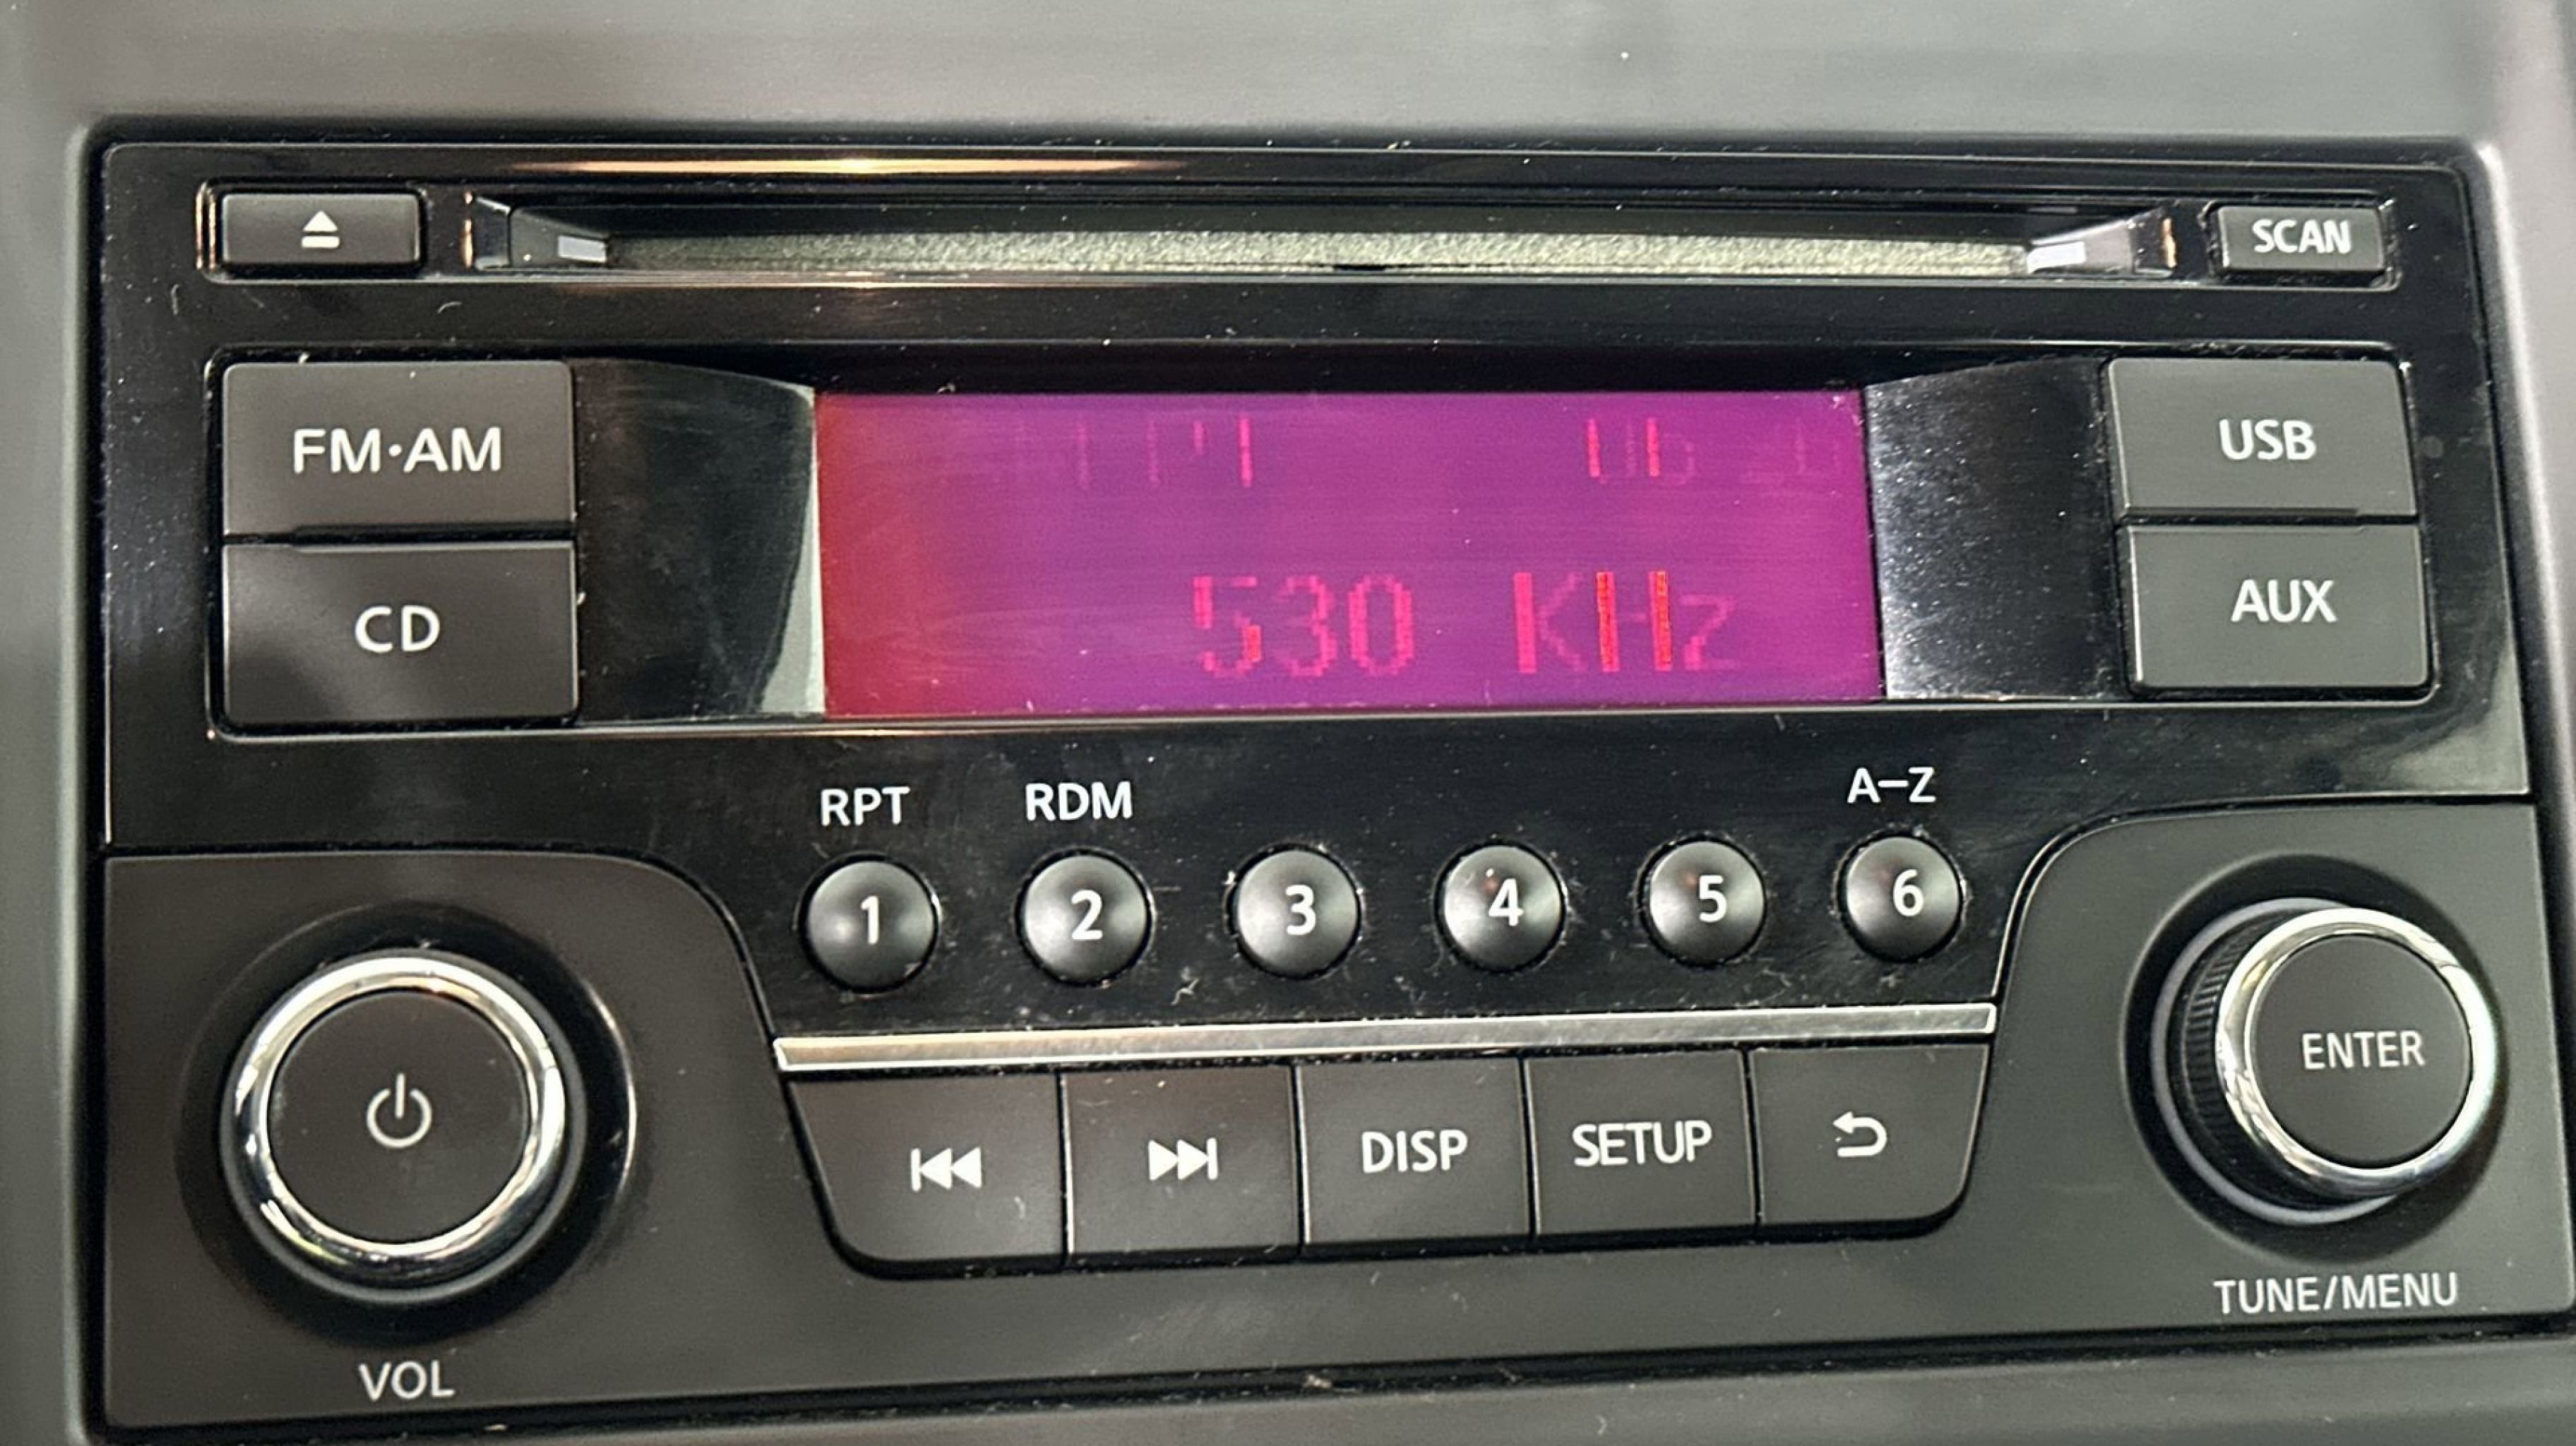 SCAN
FM·AM
USB
530 KHz
CD
AUX
RPT RDM A-Z
1 2 3 4 5 6
ENTER
DISP SETUP
TUNE/MENU
VOL